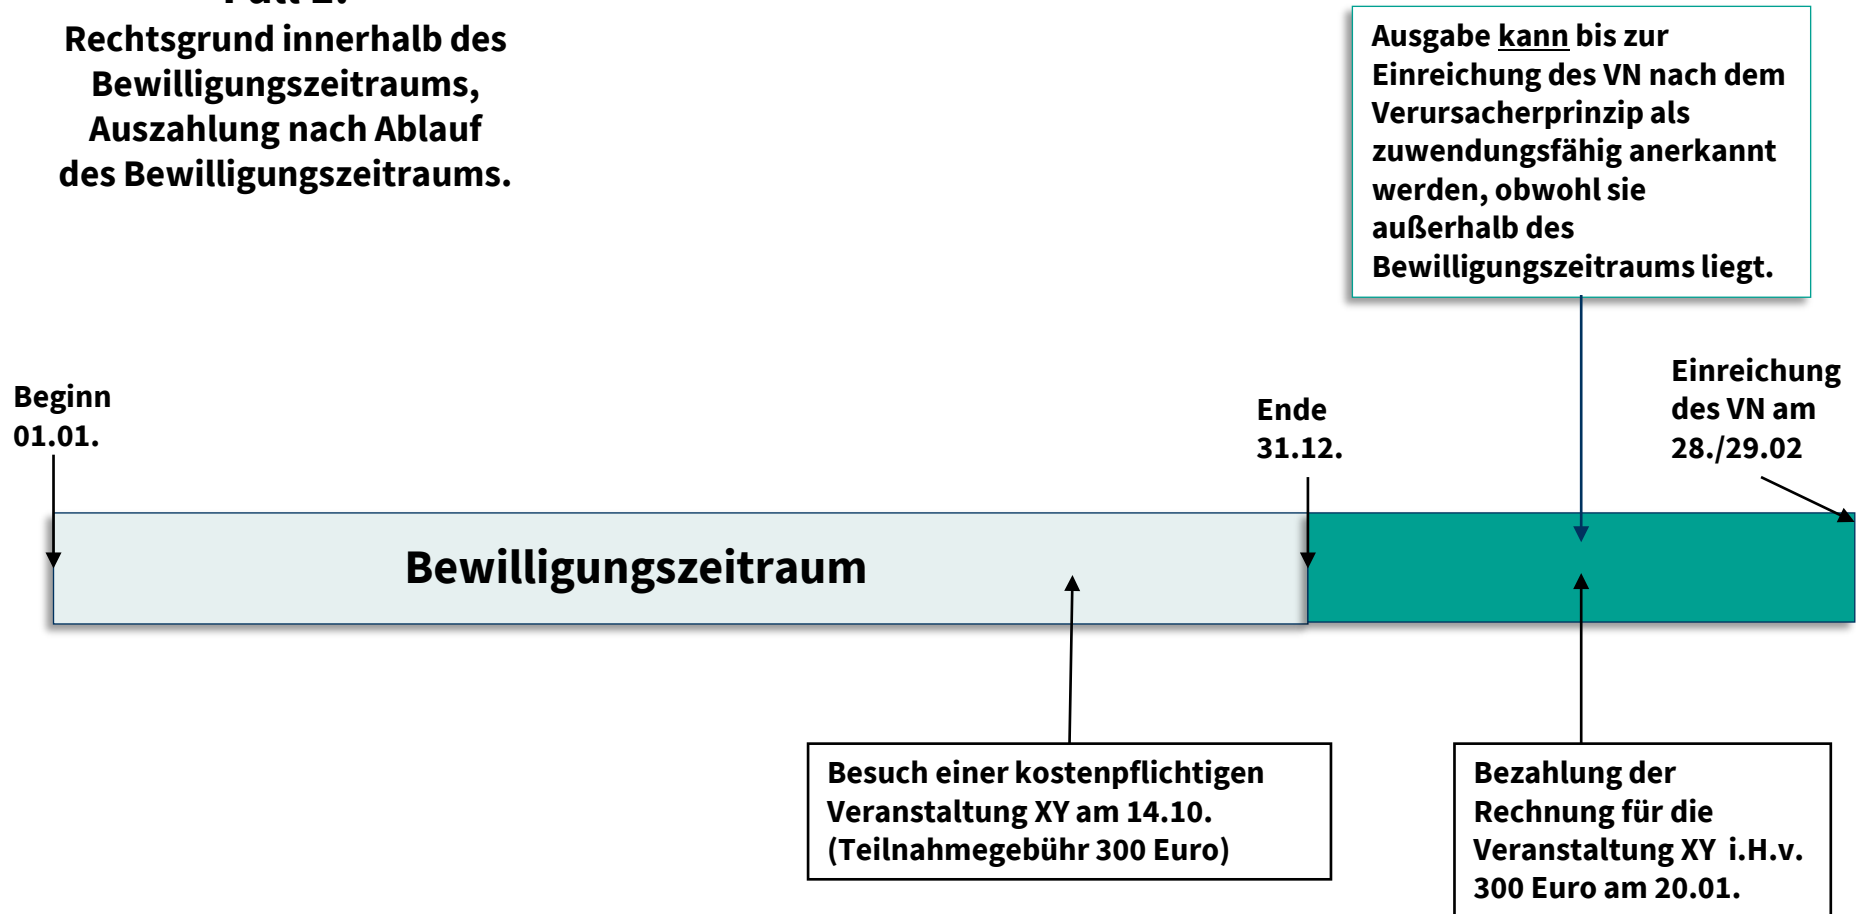 Rechtsgrund innerhalb des
Bewilligungszeitraums,
Auszahlung nach Ablauf
des Bewilligungszeitraums.
Ausgabe kann bis zur
Einreichung des VN nach dem
Verursacherprinzip als
zuwendungsfähig anerkannt
werden, obwohl sie
außerhalb des
Bewilligungszeitraums liegt.
Beginn
01.01.
Ende
31.12.
Einreichung
des VN am
28./29.02
Bewilligungszeitraum
Besuch einer kostenpflichtigen
Veranstaltung XY am 14.10.
(Teilnahmegebühr 300 Euro)
Bezahlung der
Rechnung für die
Veranstaltung XY i.H.v.
300 Euro am 20.01.